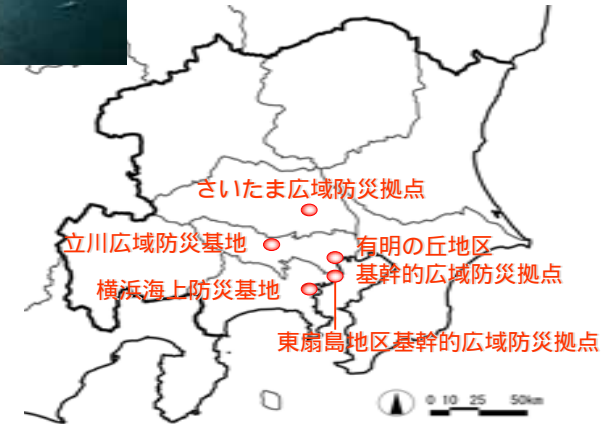 さいたま広域防災拠点
立川広域防災基地
有明の丘地区
基幹的広域防災拠点
横浜海上防災基地
東扇島地区基幹的広域防災拠点
0 10 25 50km